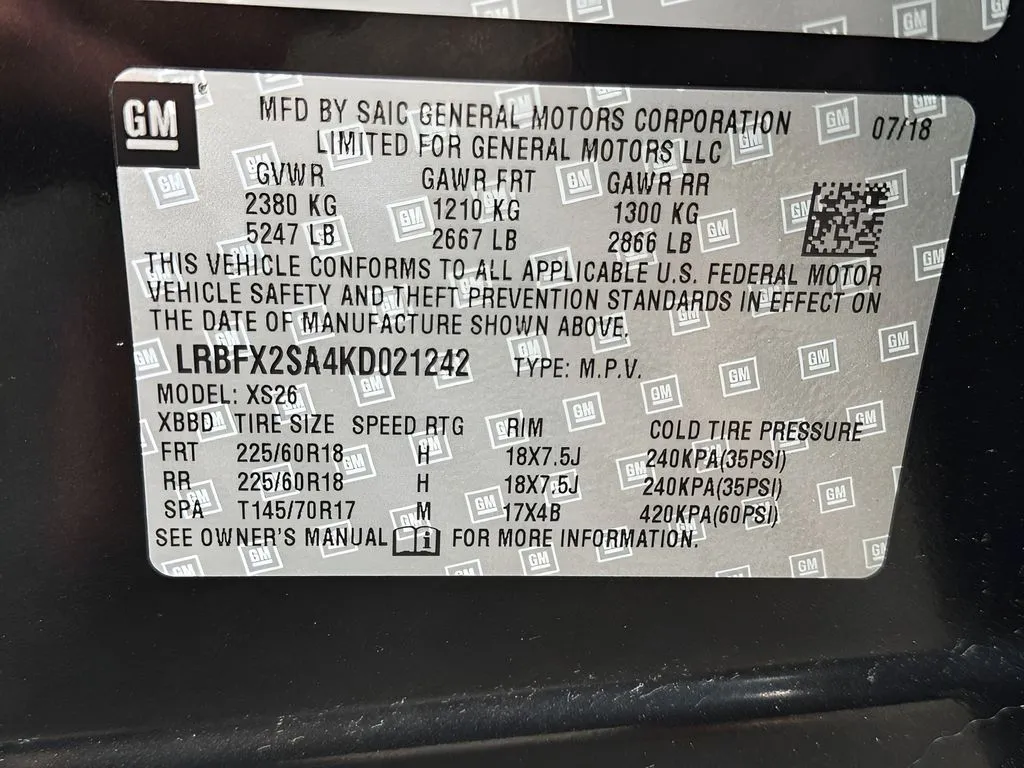 GM
MFD BY SAIC GENERAL MOTORS CORPORATION
07/18
LIMITED FOR GENERAL MOTORS LLC
GVWR GAWR FRT GAWR RR
2380 KG 1210 KG 1300 KG
5247 LB 2667 LB 2866 LB
THIS VEHICLE CONFORMS TO ALL APPLICABLE U.S. FEDERAL MOTOR
VEHICLE SAFETY AND THEFT PREVENTION STANDARDS IN EFFECT ON
THE DATE OF MANUFACTURE SHOWN ABOVE.
LRBFX2SA4KD021242 TYPE: M.P.V.
MODEL: XS26
XBBD TIRE SIZE SPEED RTG RIM COLD TIRE PRESSURE
FRT 225/60R18 H 18X7.5J 240KPA(35PSI)
RR 225/60R18 H 18X7.5J 240KPA(35PSI)
SPA T145/70R17 M 17X4B 420KPA(60PSI)
SEE OWNER'S MANUAL i FOR MORE INFORMATION.